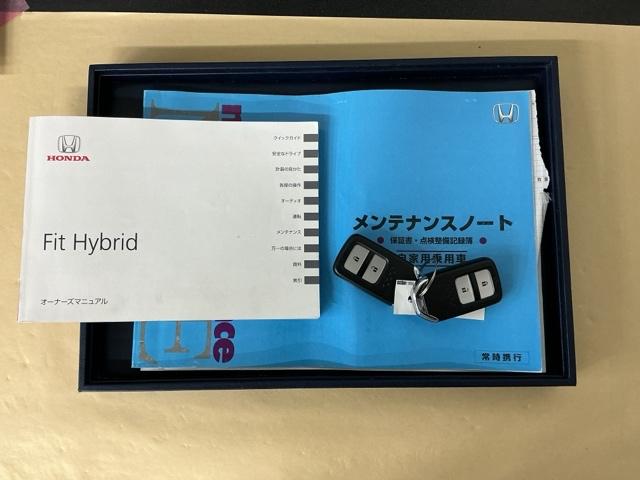 HONDA
Fit Hybrid
オーナーズマニュアル
クイックガイド
安全なドライブ
計器の見かた
各部の操作
オーディオ
運転
メンテナンス
万一の場合には
資料
索引
メンテナンスノート
保証書・点検整備記録簿
自家用乗用車
常時携行